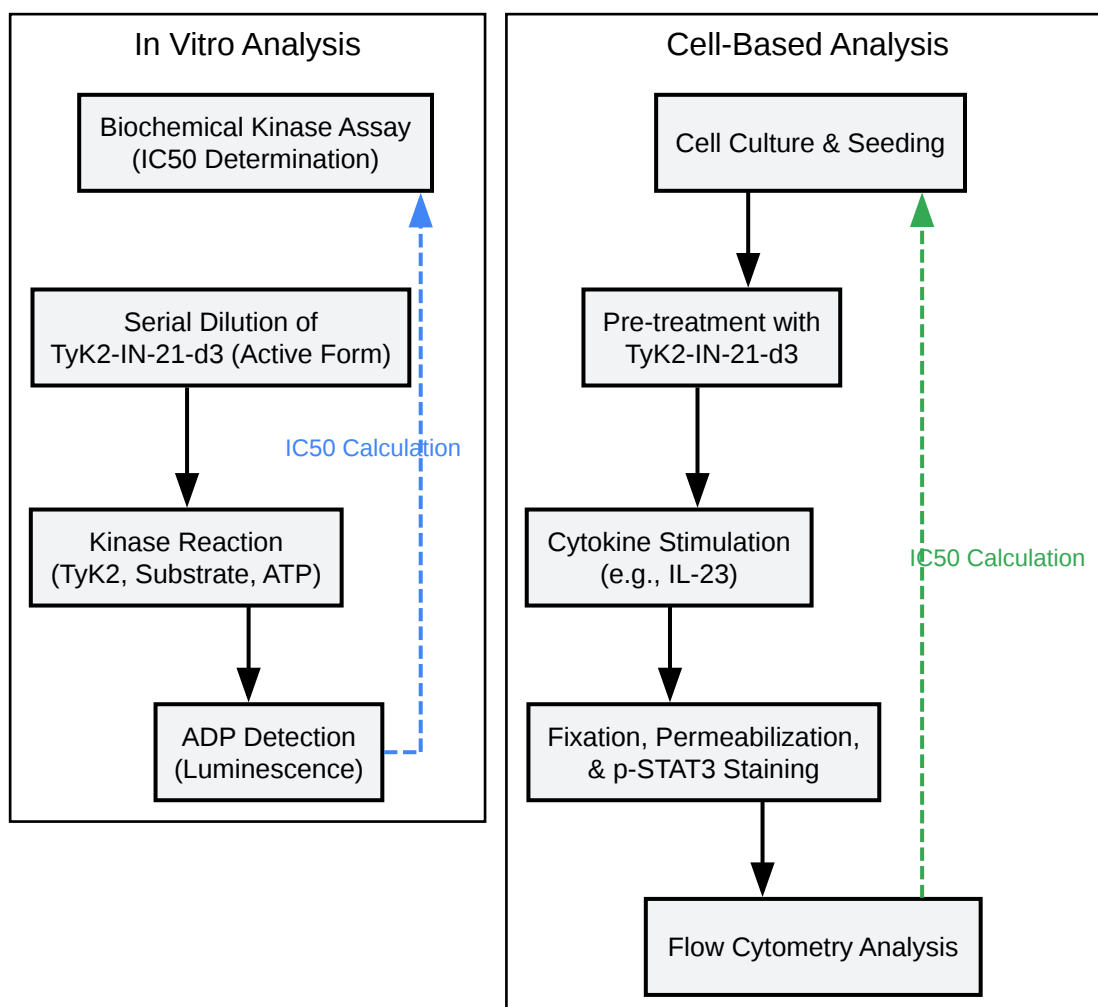 In Vitro Analysis
Biochemical Kinase Assay
(IC50 Determination)
Serial Dilution of
TyK2-IN-21-d3 (Active Form)
IC50 Calculation
Kinase Reaction
(TyK2, Substrate, ATP)
ADP Detection
(Luminescence)
Cell-Based Analysis
Cell Culture & Seeding
Pre-treatment with
TyK2-IN-21-d3
Cytokine Stimulation
(e.g., IL-23)
IC50 Calculation
Fixation, Permeabilization,
& p-STAT3 Staining
Flow Cytometry Analysis